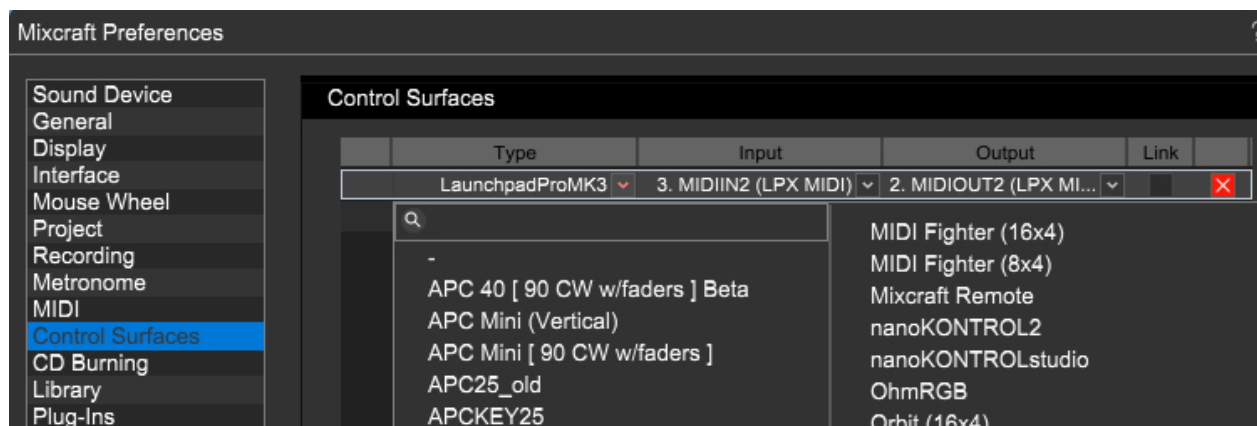 Mixcraft Preferences
Sound Device
General
Display
Interface
Mouse Wheel
Project
Recording
Metronome
MIDI
Control Surfaces
CD Burning
Library
Plug-Ins
Control Surfaces
Type Input Output Link
LaunchpadProMK3 3. MIDIIN2 (LPX MIDI) 2. MIDIOUT2 (LPX MI...
-
APC 40 [ 90 CW w/faders ] Beta
APC Mini (Vertical)
APC Mini [ 90 CW w/faders ]
APC25_old
APCKEY25
MIDI Fighter (16x4)
MIDI Fighter (8x4)
Mixcraft Remote
nanoKONTROL2
nanoKONTROLstudio
OhmRGB
Orbit (16x4)